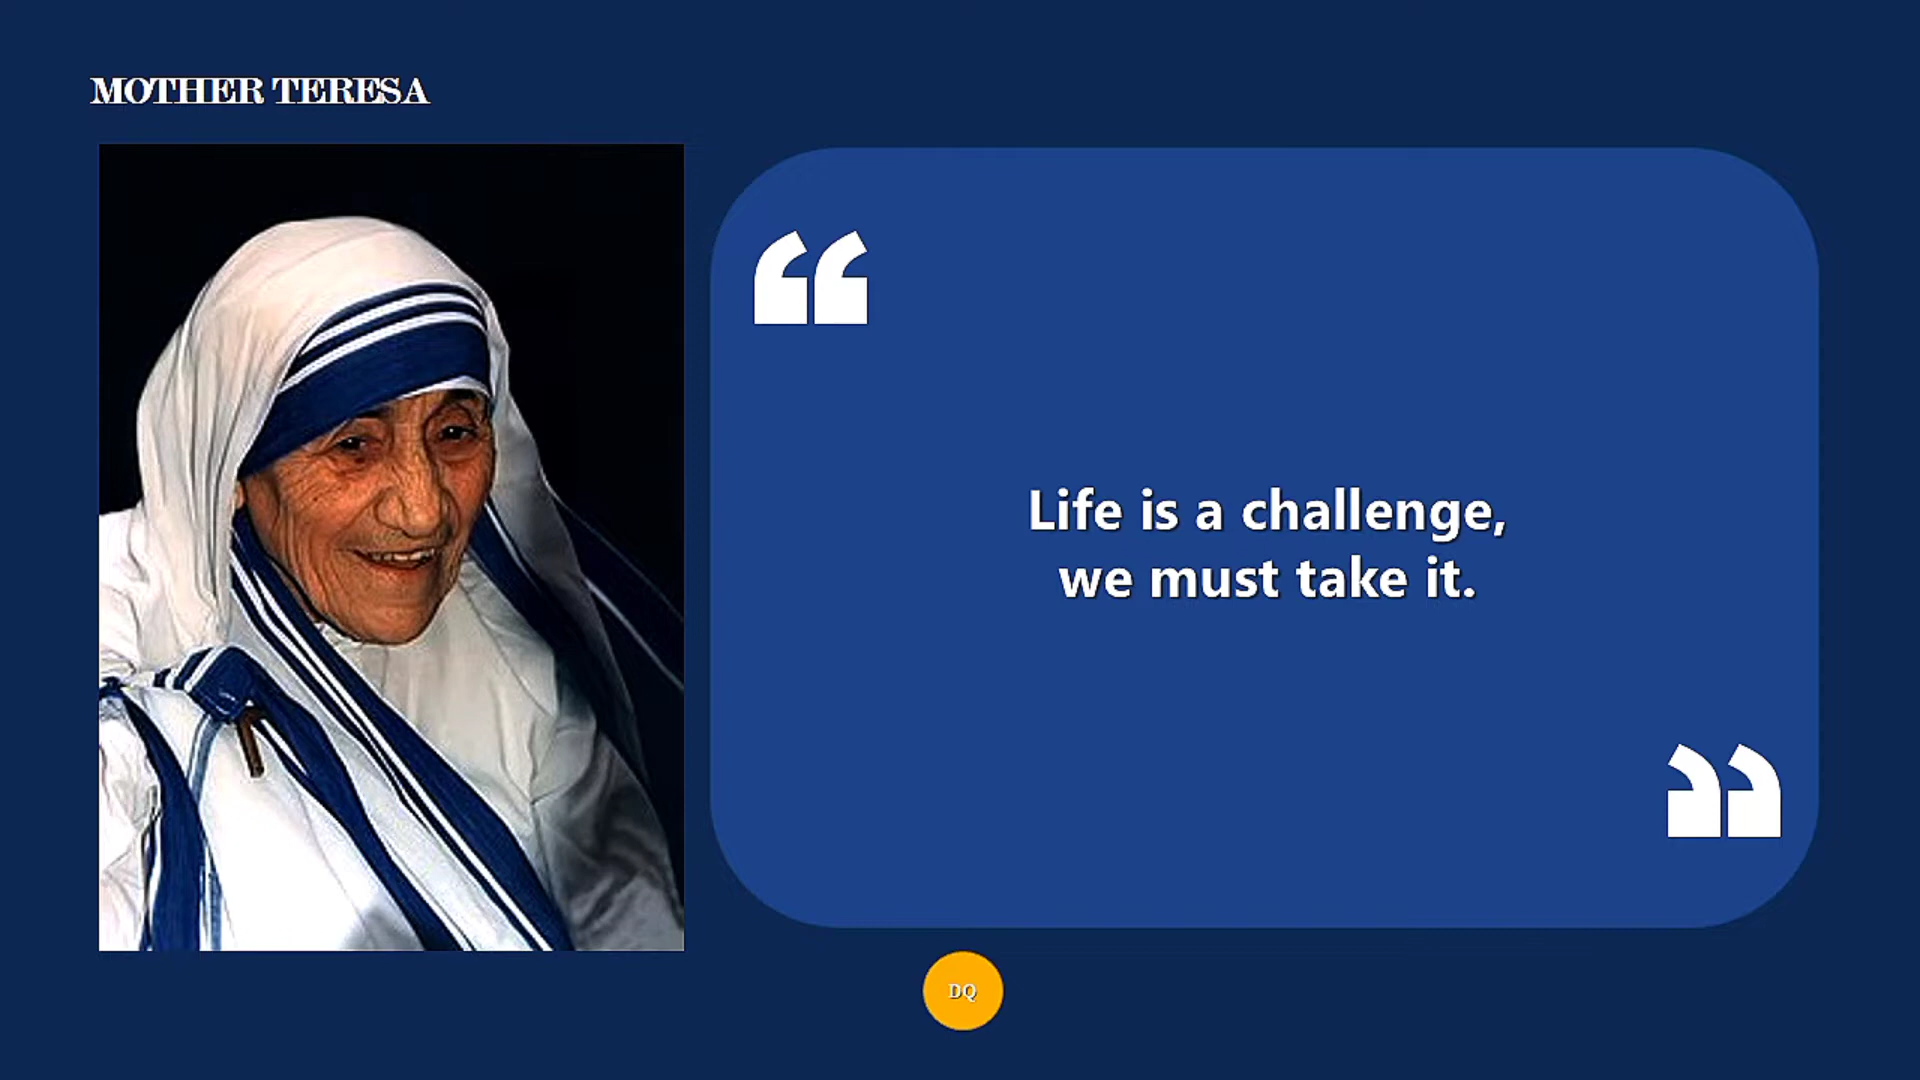 MOTHER TERESA
“
Life is a challenge,
we must take it.
”
DQ